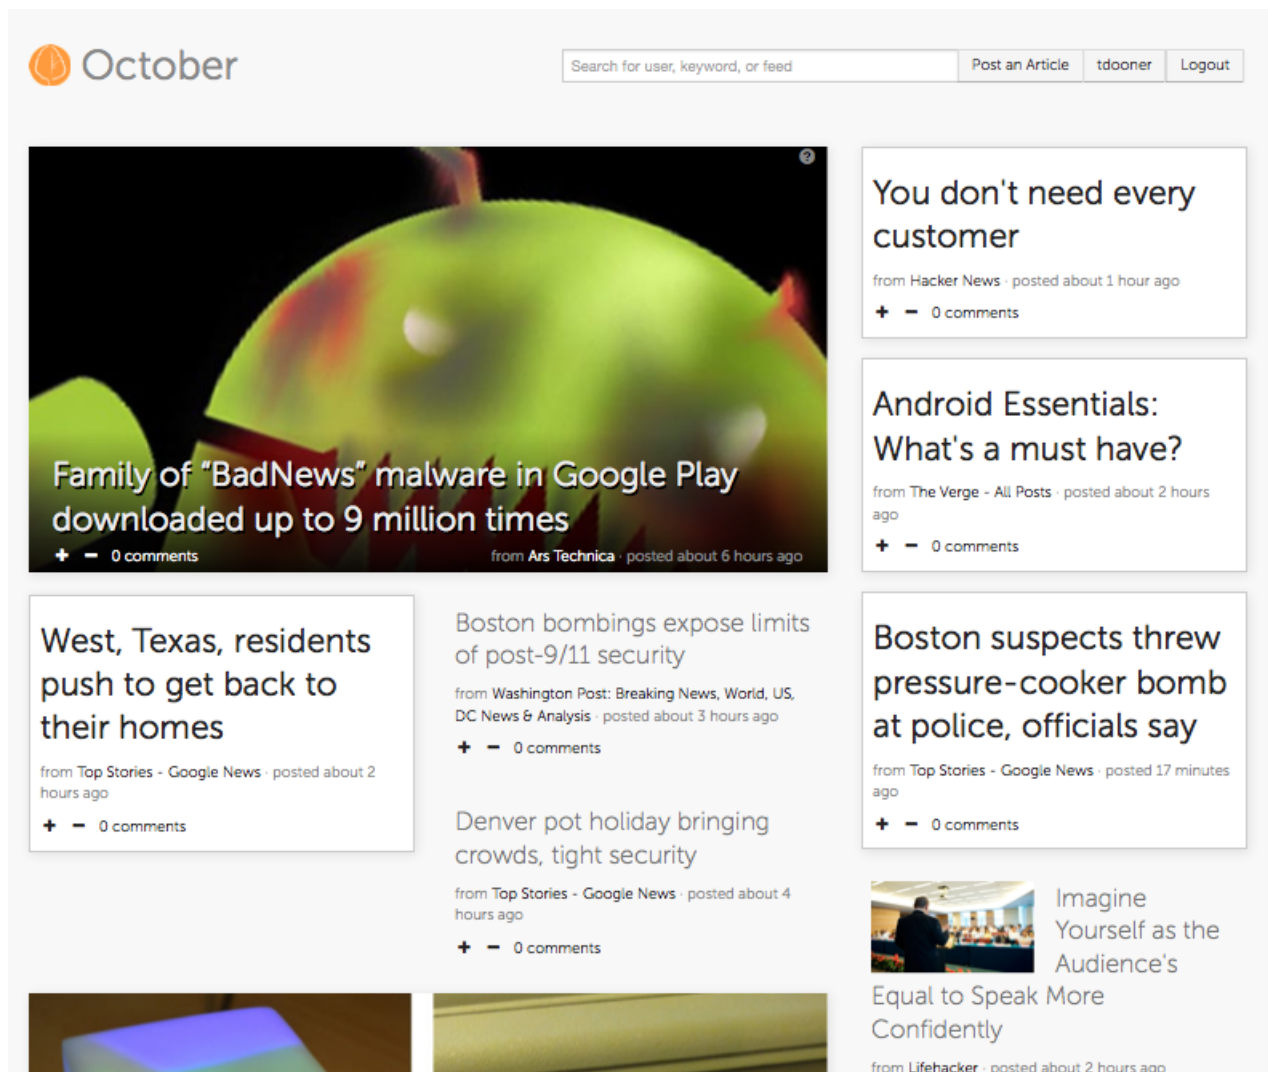 October
Search for user, keyword, or feed
Post an Article
tdooner
Logout
?
Family of “BadNews” malware in Google Play
downloaded up to 9 million times
+ − 0 comments
from Ars Technica · posted about 6 hours ago
You don't need every
customer
from Hacker News · posted about 1 hour ago
+ − 0 comments
Android Essentials:
What's a must have?
from The Verge - All Posts · posted about 2 hours
ago
+ − 0 comments
West, Texas, residents
push to get back to
their homes
from Top Stories - Google News · posted about 2
hours ago
+ − 0 comments
Boston bombings expose limits
of post-9/11 security
from Washington Post: Breaking News, World, US,
DC News & Analysis · posted about 3 hours ago
+ − 0 comments
Denver pot holiday bringing
crowds, tight security
from Top Stories - Google News · posted about 4
hours ago
+ − 0 comments
Boston suspects threw
pressure-cooker bomb
at police, officials say
from Top Stories - Google News · posted 17 minutes
ago
+ − 0 comments
Imagine
Yourself as the
Audience's
Equal to Speak More
Confidently
from Lifehacker · posted about 2 hours ago